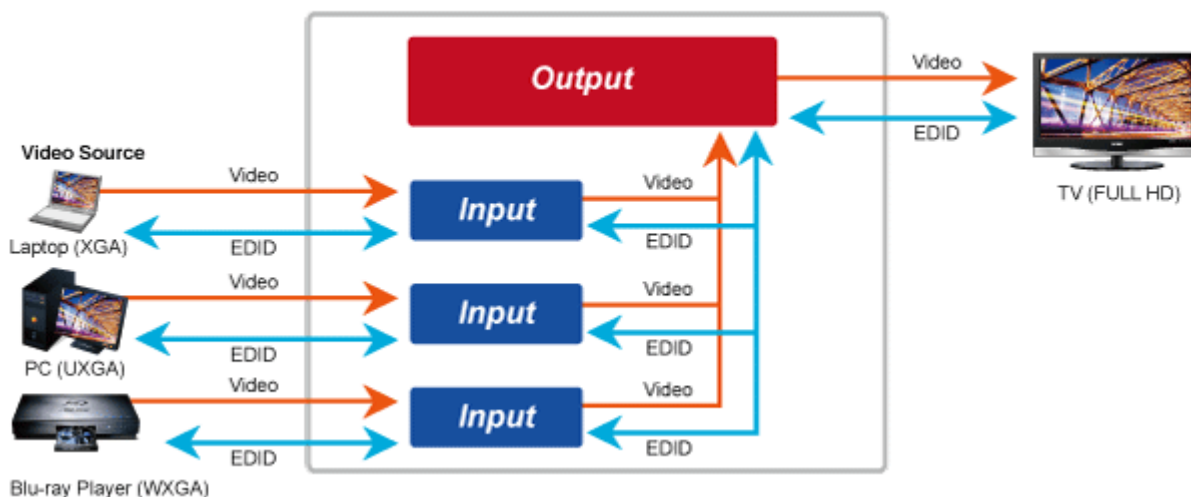 Output
Video
EDID
TV (FULL HD)
Video Source
Laptop (XGA)
Video
EDID
Input
Video
EDID
PC (UXGA)
Video
EDID
Input
Video
EDID
Blu-ray Player (WXGA)
Video
EDID
Input
Video
EDID